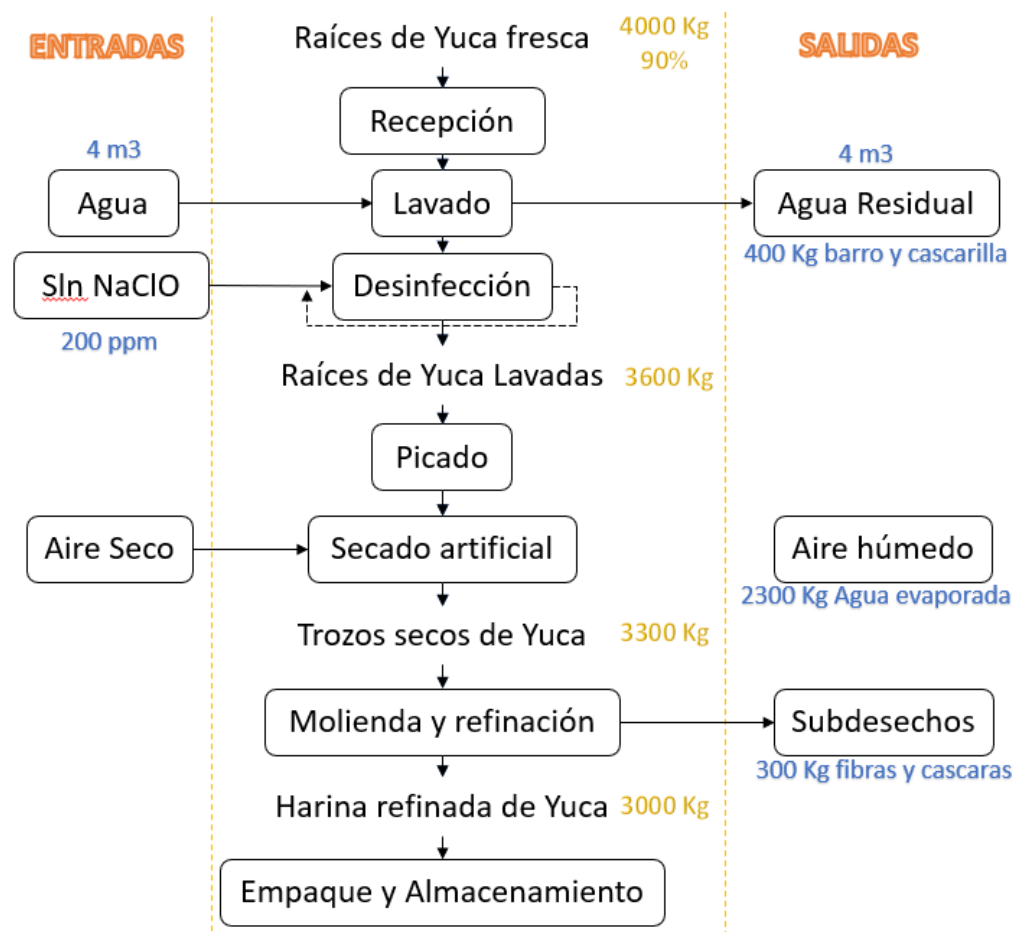 ENTRADAS
Raíces de Yuca fresca
4000 Kg
90%
SALIDAS
Recepción
4 m3
Agua
Lavado
4 m3
Agua Residual
400 Kg barro y cascarilla
Sln NaClO
200 ppm
Desinfección
Raíces de Yuca Lavadas
3600 Kg
Picado
Aire Seco
Secado artificial
Aire húmedo
2300 Kg Agua evaporada
Trozos secos de Yuca
3300 Kg
Molienda y refinación
Subdesechos
300 Kg fibras y cascaras
Harina refinada de Yuca
3000 Kg
Empaque y Almacenamiento